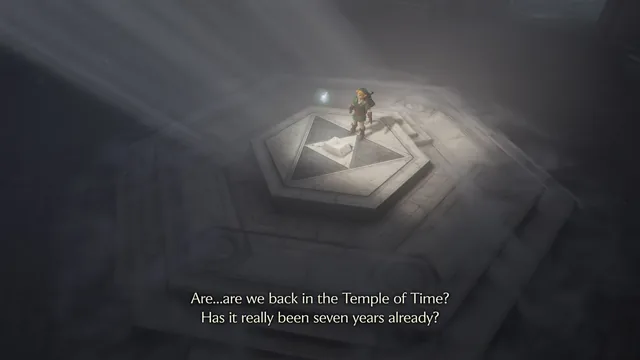 Are...are we back in the Temple of Time?
Has it really been seven years already?